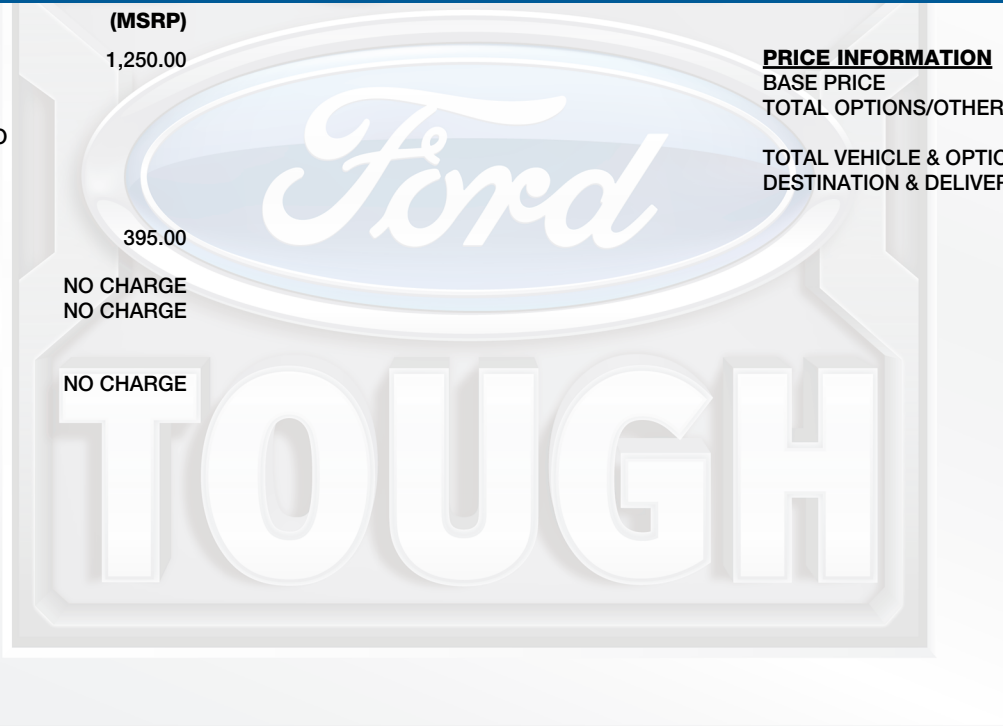 (MSRP)
1,250.00
395.00
NO CHARGE
NO CHARGE
NO CHARGE
PRICE INFORMATION
BASE PRICE
TOTAL OPTIONS/OTHER
TOTAL VEHICLE & OPTIO
DESTINATION & DELIVER
Ford
TOUGH